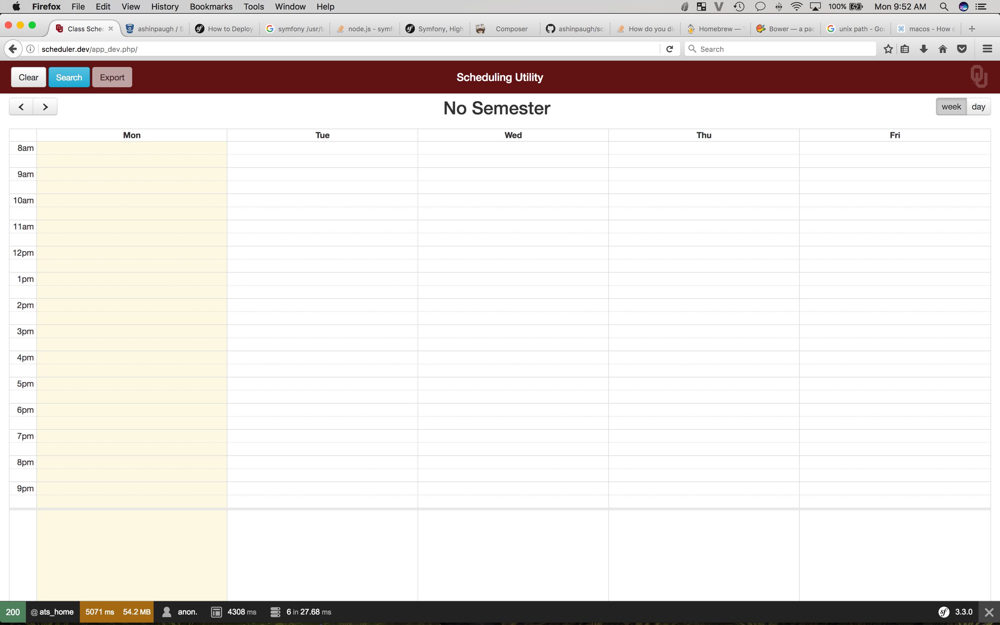 Firefox File Edit View History Bookmarks Tools Window Help 100% Mon 9:52 AM
Class Sche ashinpaugh / S How to Deploy symfony /usr/b node.js - symf Symfony, High Composer ashinpaugh/sc How do you di Homebrew — Bower — a pac unix path - Goo macos - How c
scheduler.dev/app_dev.php/ Search
Clear Search Export Scheduling Utility
No Semester week day
Mon Tue Wed Thu Fri
8am
9am
10am
11am
12pm
1pm
2pm
3pm
4pm
5pm
6pm
7pm
8pm
9pm
200 @ ats_home 5071 ms 54.2 MB anon. 4308 ms 6 in 27.68 ms 3.3.0